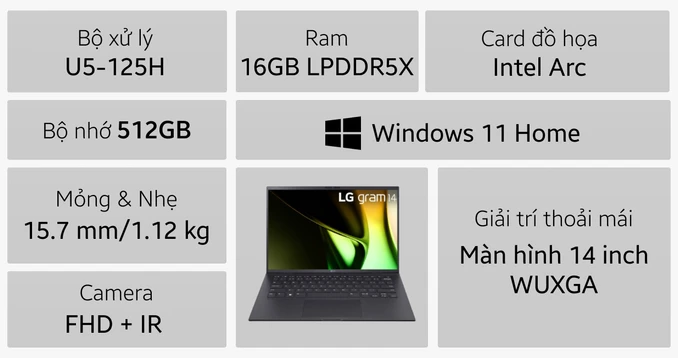 Bộ xử lý
U5-125H
Ram
16GB LPDDR5X
Card đồ họa
Intel Arc
Bộ nhớ 512GB
Windows 11 Home
Mỏng & Nhẹ
15.7 mm/1.12 kg
LG gram 14
Giải trí thoải mái
Màn hình 14 inch
WUXGA
Camera
FHD + IR